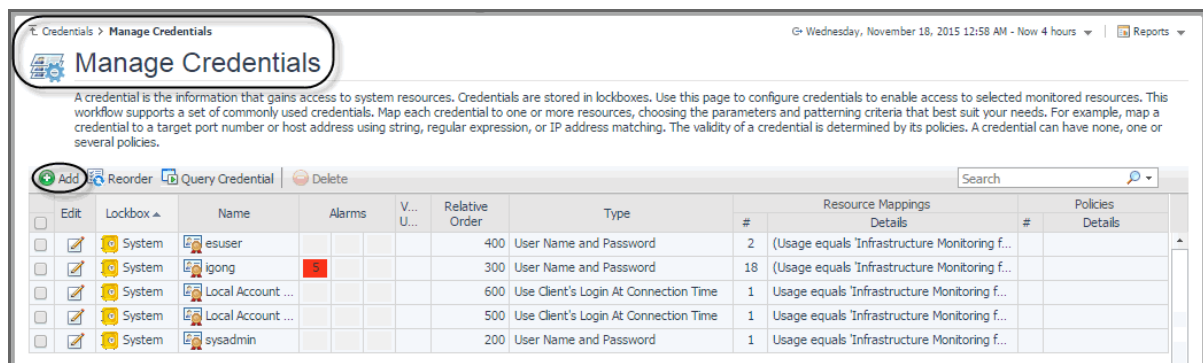 Credentials > Manage Credentials
Wednesday, November 18, 2015 12:58 AM - Now 4 hours
Reports
Manage Credentials
A credential is the information that gains access to system resources. Credentials are stored in lockboxes. Use this page to configure credentials to enable access to selected monitored resources. This
workflow supports a set of commonly used credentials. Map each credential to one or more resources, choosing the parameters and patterning criteria that best suit your needs. For example, map a
credential to a target port number or host address using string, regular expression, or IP address matching. The validity of a credential is determined by its policies. A credential can have none, one or
several policies.
Add Reorder Query Credential Delete Search
Edit Lockbox Name Alarms V... U... Relative Order Type Resource Mappings Policies
# Details # Details
System esuser 400 User Name and Password 2 (Usage equals 'Infrastructure Monitoring f...
System igong 5 300 User Name and Password 18 (Usage equals 'Infrastructure Monitoring f...
System Local Account ... 600 Use Client's Login At Connection Time 1 Usage equals 'Infrastructure Monitoring f...
System Local Account ... 500 Use Client's Login At Connection Time 1 Usage equals 'Infrastructure Monitoring f...
System sysadmin 200 User Name and Password 1 Usage equals 'Infrastructure Monitoring f...